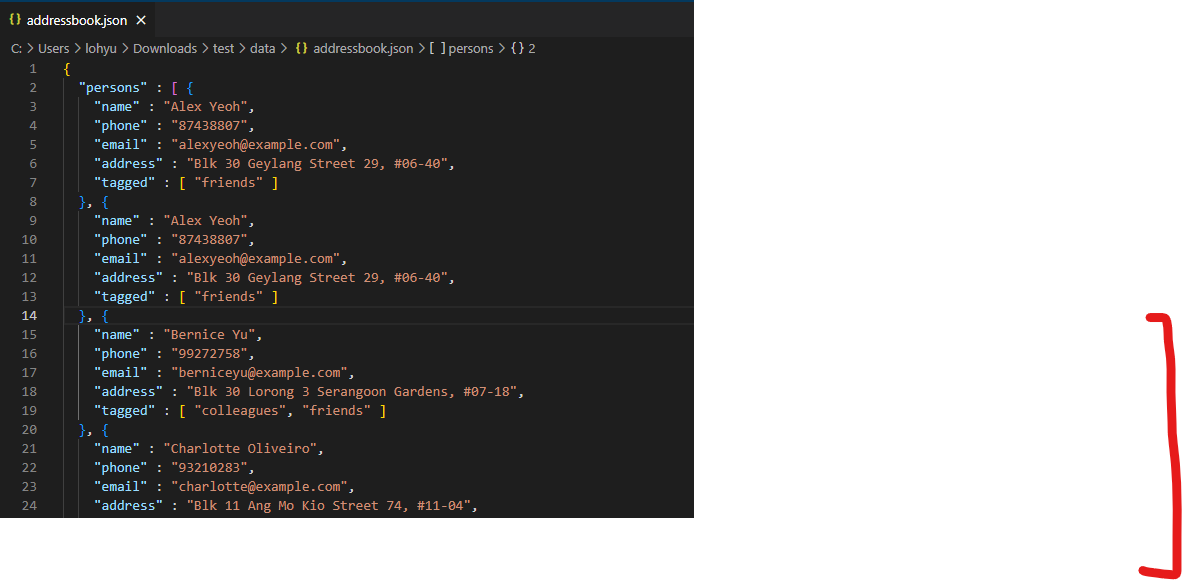 {} addressbook.json ×
C: > Users > lohyu > Downloads > test > data > {} addressbook.json > [ ] persons > {} 2
1 {
2 "persons" : [ {
3 "name" : "Alex Yeoh",
4 "phone" : "87438807",
5 "email" : "alexyeoh@example.com",
6 "address" : "Blk 30 Geylang Street 29, #06-40",
7 "tagged" : [ "friends" ]
8 }, {
9 "name" : "Alex Yeoh",
10 "phone" : "87438807",
11 "email" : "alexyeoh@example.com",
12 "address" : "Blk 30 Geylang Street 29, #06-40",
13 "tagged" : [ "friends" ]
14 }, {
15 "name" : "Bernice Yu",
16 "phone" : "99272758",
17 "email" : "berniceyu@example.com",
18 "address" : "Blk 30 Lorong 3 Serangoon Gardens, #07-18",
19 "tagged" : [ "colleagues", "friends" ]
20 }, {
21 "name" : "Charlotte Oliveiro",
22 "phone" : "93210283",
23 "email" : "charlotte@example.com",
24 "address" : "Blk 11 Ang Mo Kio Street 74, #11-04",